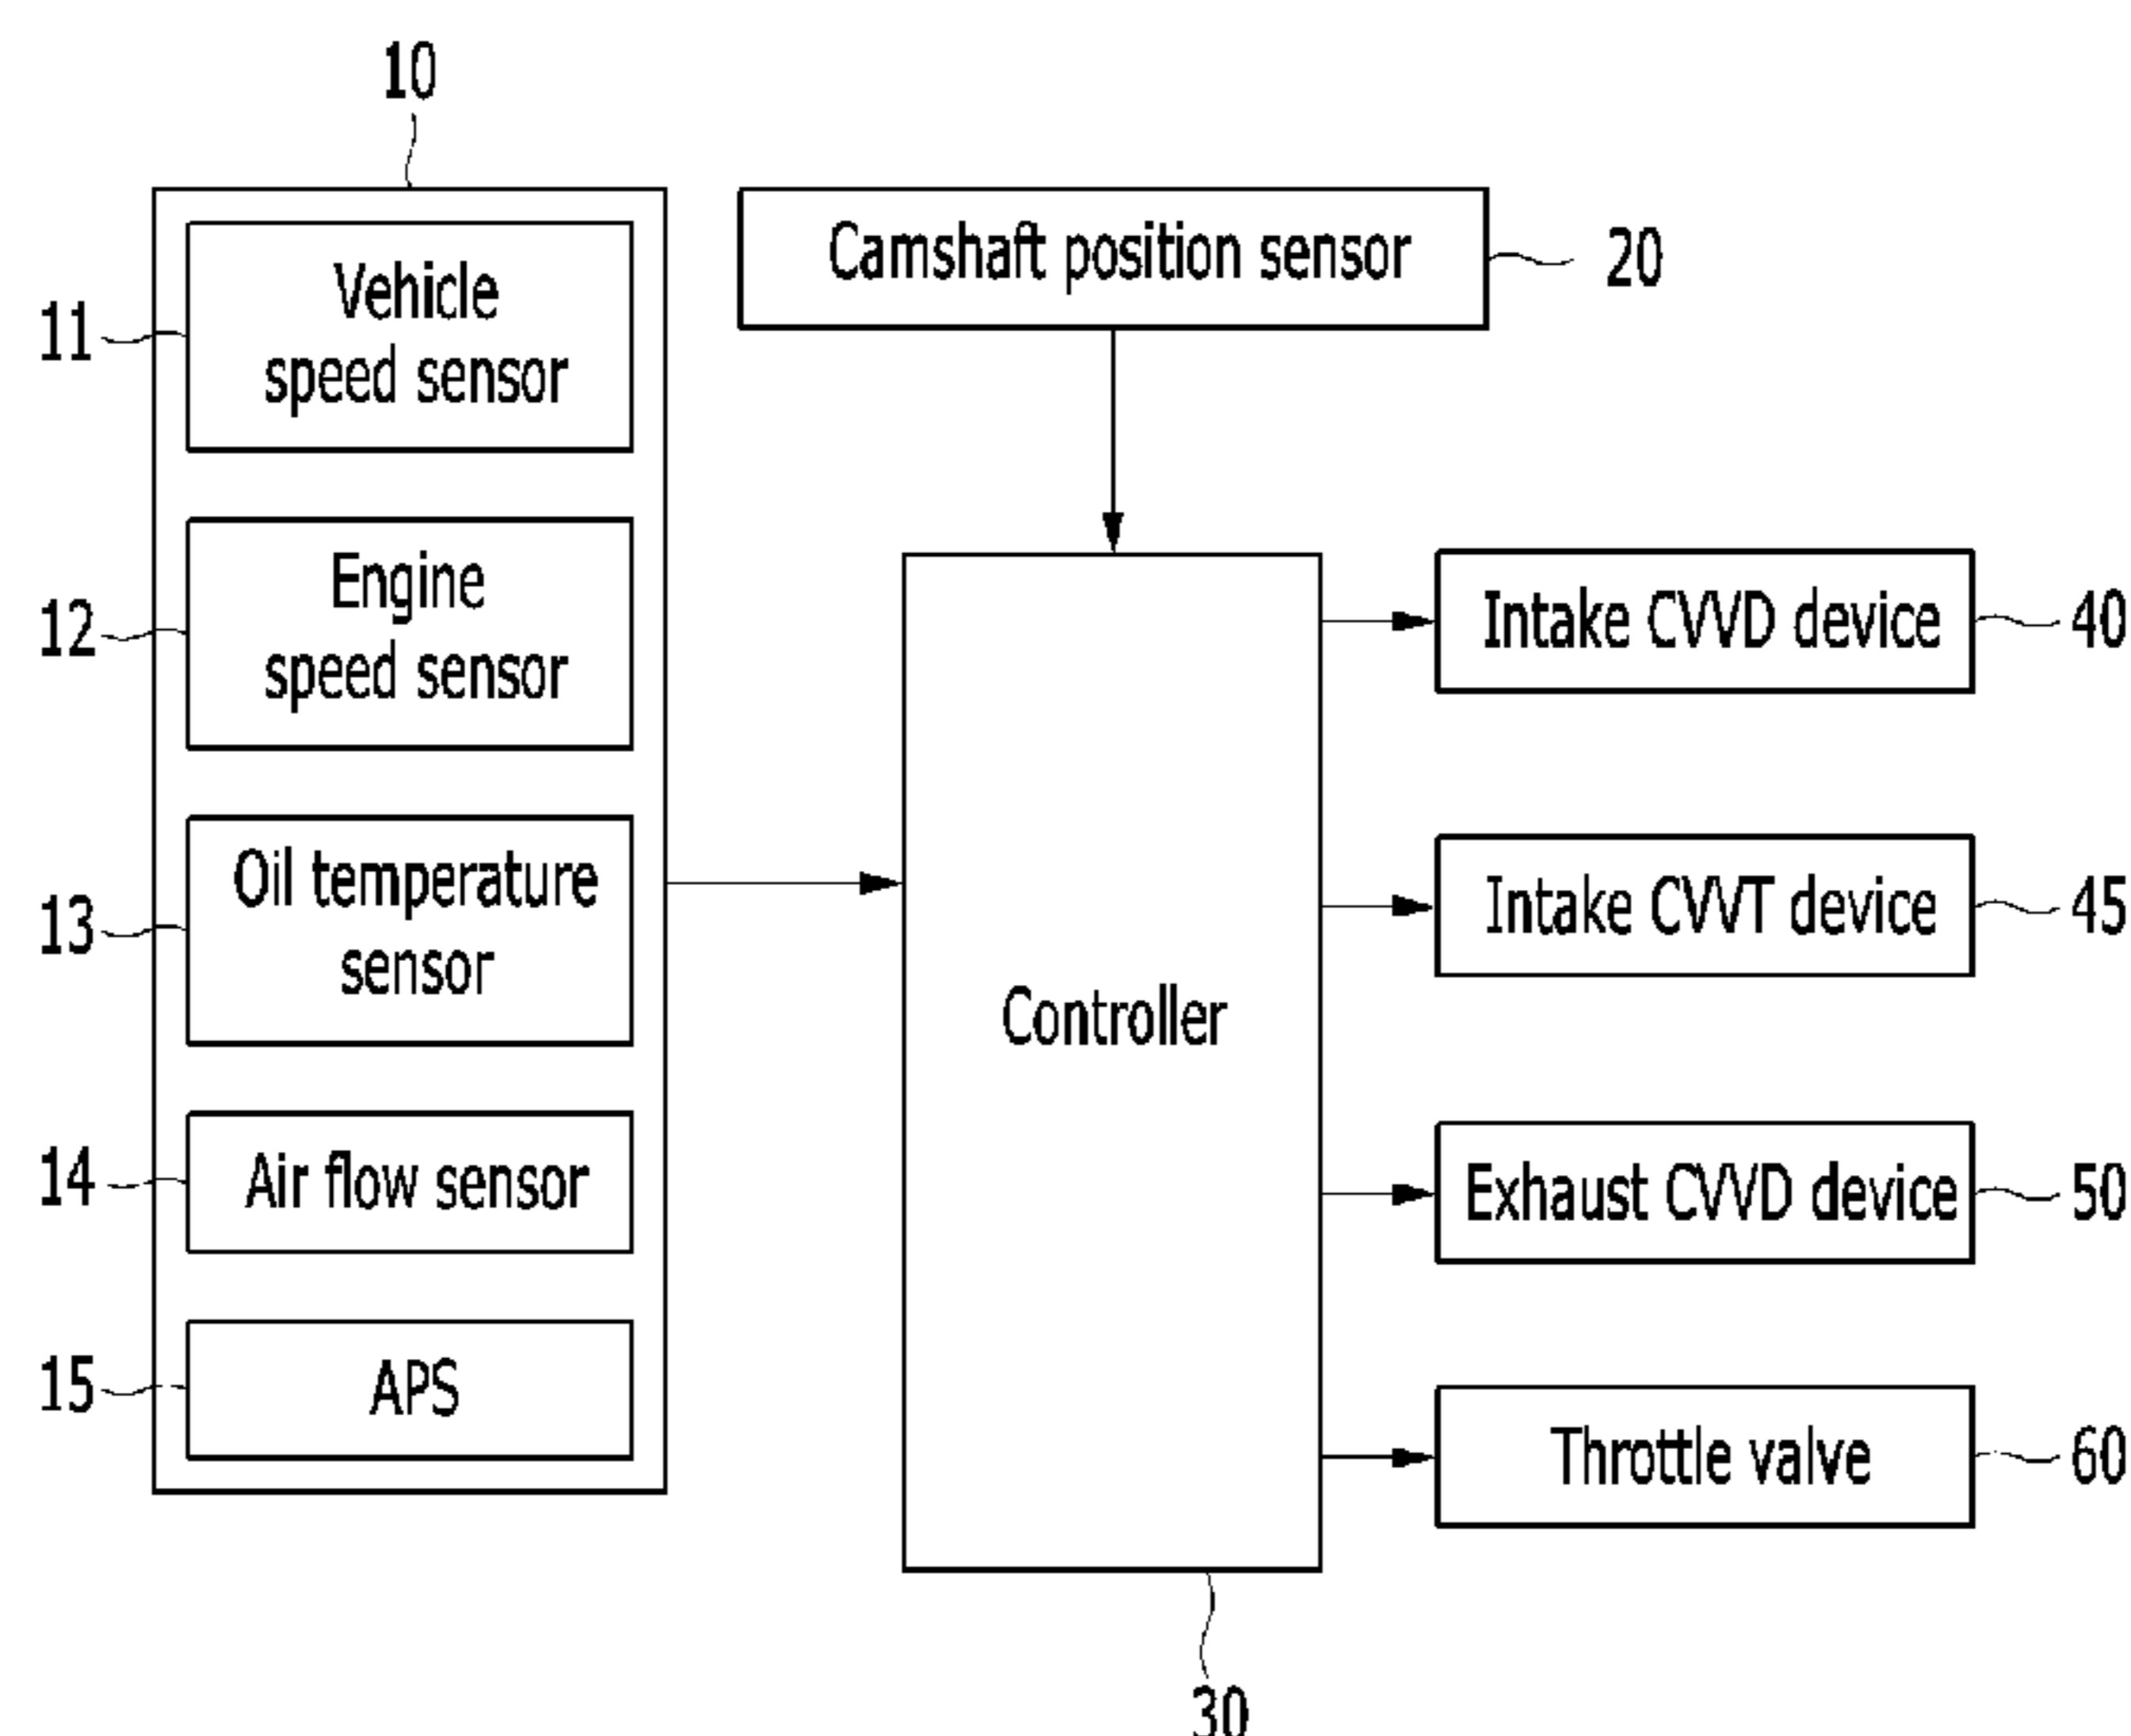 10
Vehicle
speed sensor
11
Engine
speed sensor
12
Oil temperature
sensor
13
Air flow sensor
14
APS
15
Camshaft position sensor
20
Controller
30
Intake CVVD device
40
Intake CVVT device
45
Exhaust CVVD device
50
Throttle valve
60